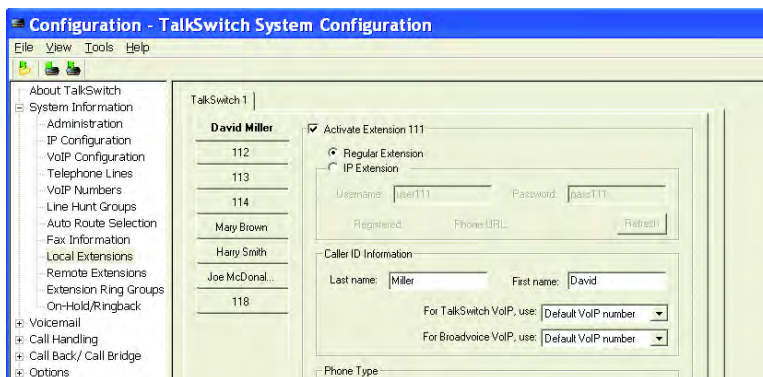 Configuration - TalkSwitch System Configuration
File View Tools Help
About TalkSwitch
System Information
Administration
IP Configuration
VoIP Configuration
Telephone Lines
VoIP Numbers
Line Hunt Groups
Auto Route Selection
Fax Information
Local Extensions
Remote Extensions
Extension Ring Groups
On-Hold/Ringback
Voicemail
Call Handling
Call Back/ Call Bridge
Options
TalkSwitch 1
David Miller
112
113
114
Mary Brown
Harry Smith
Joe McDonal...
118
Activate Extension 111
Regular Extension
IP Extension
Username: user111 Password: pass111
Registered: Phone URL: Refresh
Caller ID Information
Last name: Miller First name: David
For TalkSwitch VoIP, use: Default VoIP number
For Broadvoice VoIP, use: Default VoIP number
Phone Type